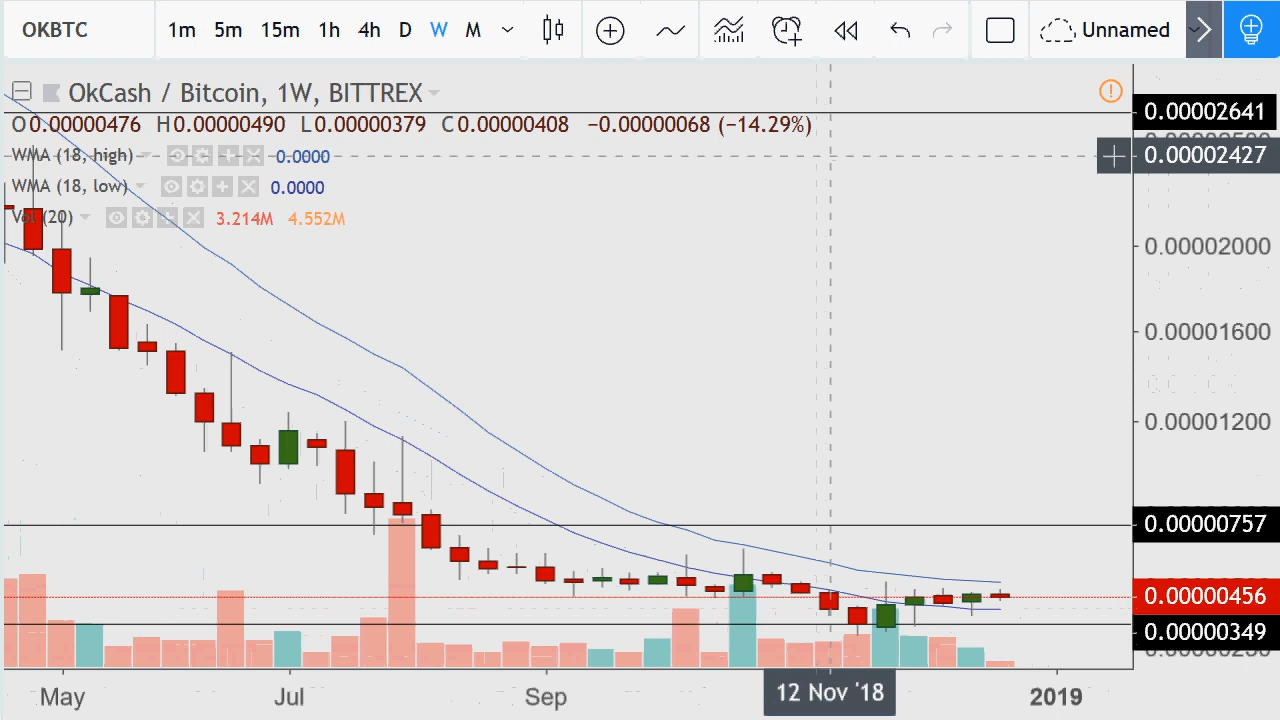 OKBTC 1m 5m 15m 1h 4h D W M Unnamed
OkCash / Bitcoin, 1W, BITTREX
O0.00000476 H0.00000490 L0.00000379 C0.00000408 −0.00000068 (−14.29%)
WMA (18, high) 0.0000
WMA (18, low) 0.0000
Vol (20) 3.214M 4.552M
0.00002641
0.00002427
0.00002000
0.00001600
0.00001200
0.00000757
0.00000456
0.00000349
May Jul Sep 12 Nov '18 2019